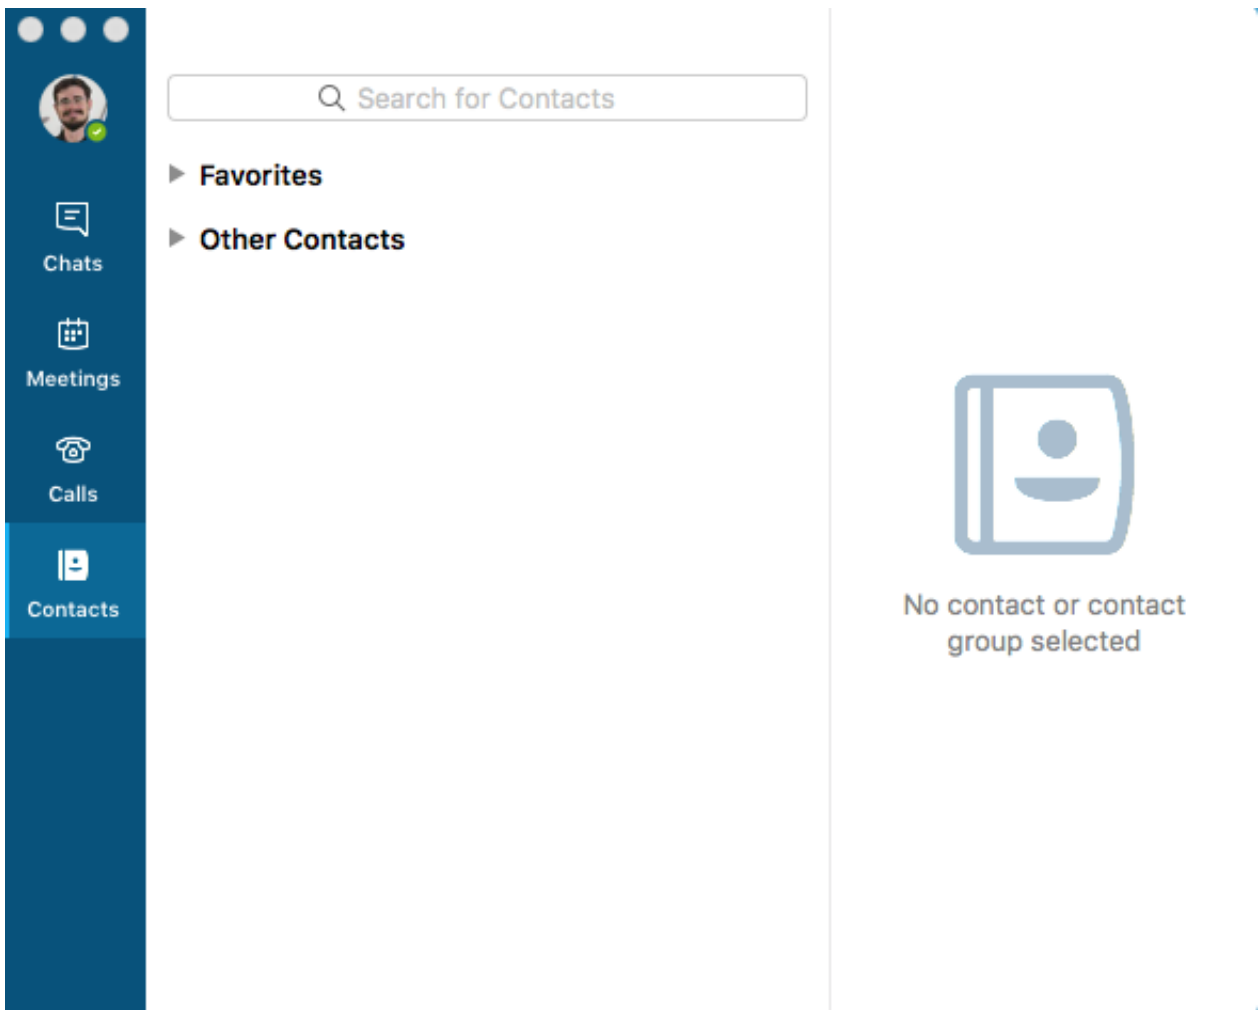 Search for Contacts
Favorites
Other Contacts
Chats
Meetings
Calls
Contacts
No contact or contact
group selected